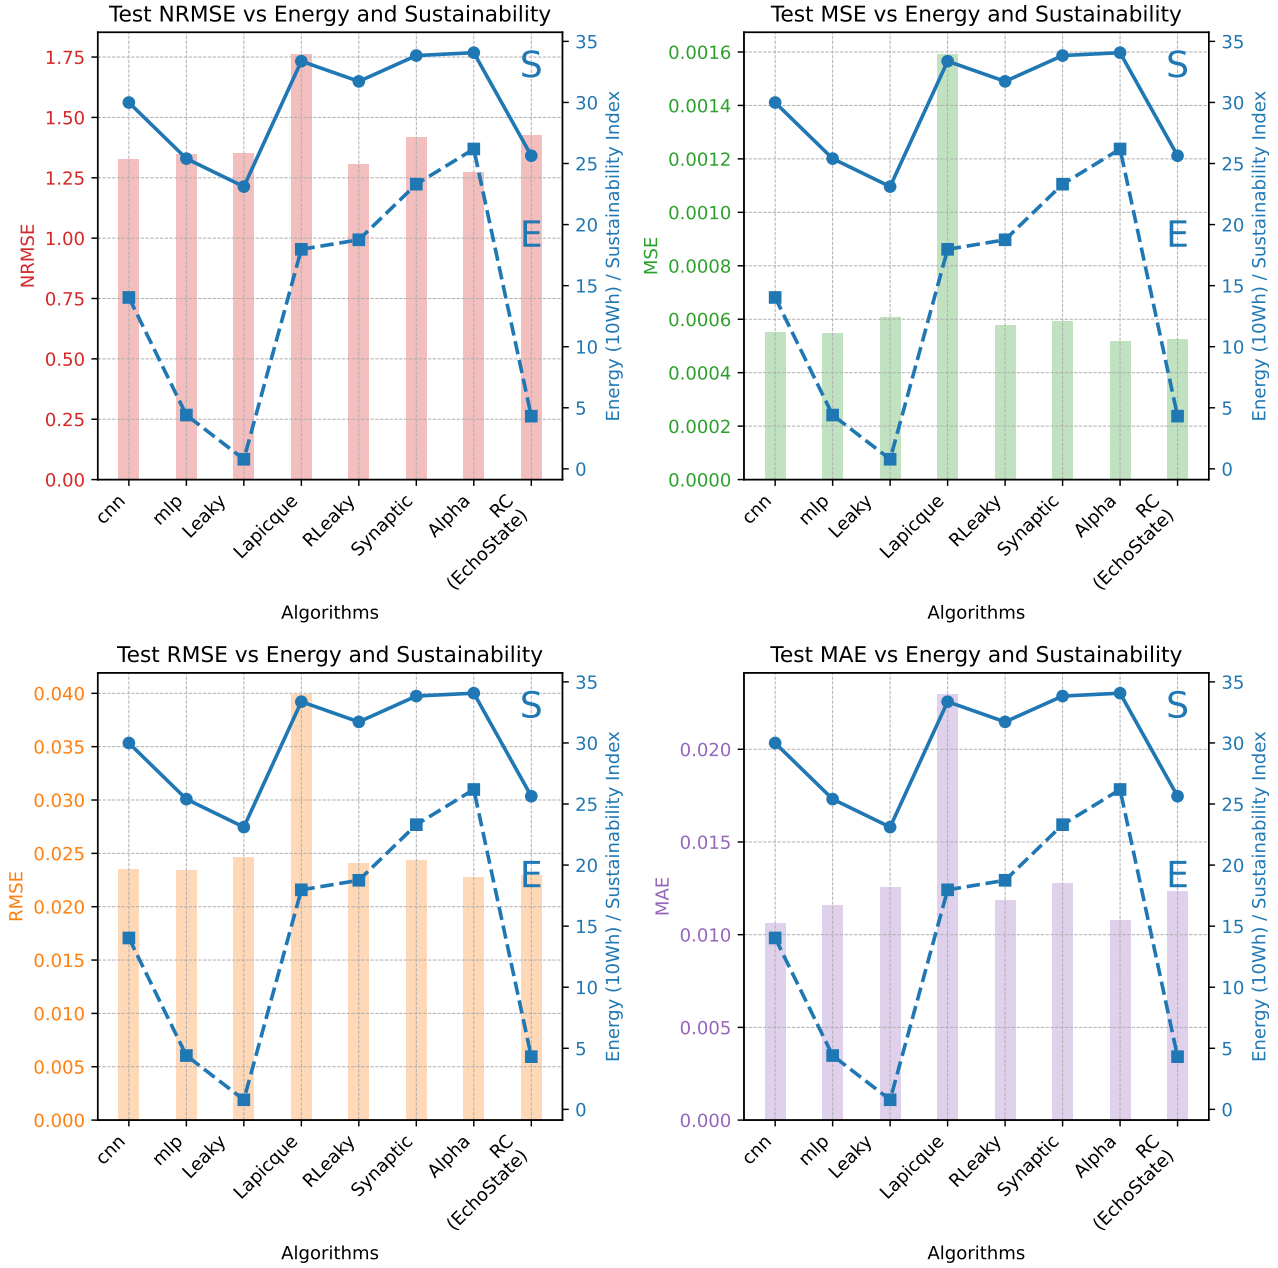 Test NRMSE vs Energy and Sustainability
NRMSE
1.75
1.50
1.25
1.00
0.75
0.50
0.25
0.00
S
E
35
30
25
20
15
10
5
0
Energy (10Wh) / Sustainability Index
cnn
mlp
Leaky
Lapicque
RLeaky
Synaptic
Alpha
RC
(EchoState)
Algorithms
Test MSE vs Energy and Sustainability
MSE
0.0016
0.0014
0.0012
0.0010
0.0008
0.0006
0.0004
0.0002
0.0000
S
E
35
30
25
20
15
10
5
0
Energy (10Wh) / Sustainability Index
cnn
mlp
Leaky
Lapicque
RLeaky
Synaptic
Alpha
RC
(EchoState)
Algorithms
Test RMSE vs Energy and Sustainability
RMSE
0.040
0.035
0.030
0.025
0.020
0.015
0.010
0.005
0.000
S
E
35
30
25
20
15
10
5
0
Energy (10Wh) / Sustainability Index
cnn
mlp
Leaky
Lapicque
RLeaky
Synaptic
Alpha
RC
(EchoState)
Algorithms
Test MAE vs Energy and Sustainability
MAE
0.020
0.015
0.010
0.005
0.000
S
E
35
30
25
20
15
10
5
0
Energy (10Wh) / Sustainability Index
cnn
mlp
Leaky
Lapicque
RLeaky
Synaptic
Alpha
RC
(EchoState)
Algorithms